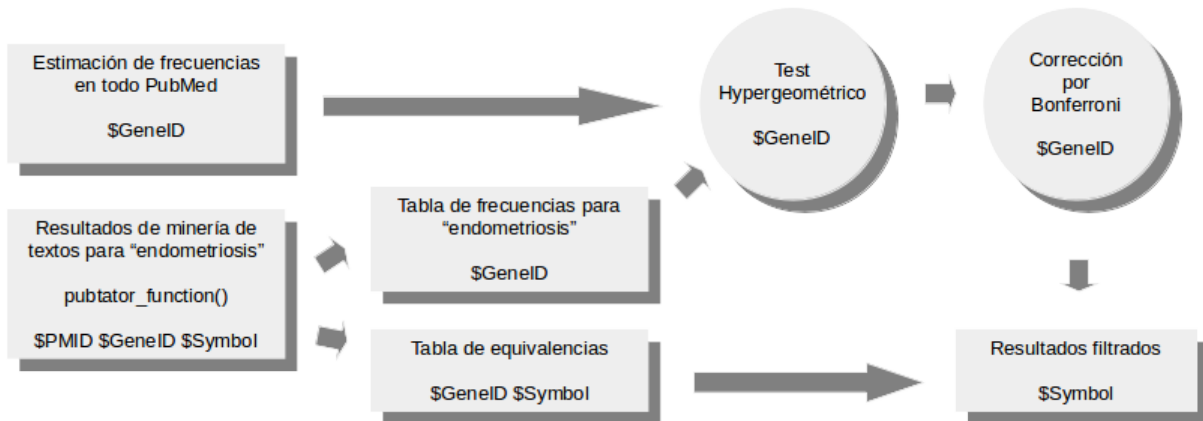 Estimación de frecuencias
en todo PubMed
$GeneID
Test
Hypergeométrico
$GeneID
Corrección
por
Bonferroni
$GeneID
Resultados de minería de
textos para “endometriosis”
pubtator_function()
$PMID $GeneID $Symbol
Tabla de frecuencias para
“endometriosis”
$GeneID
Tabla de equivalencias
$GeneID $Symbol
Resultados filtrados
$Symbol